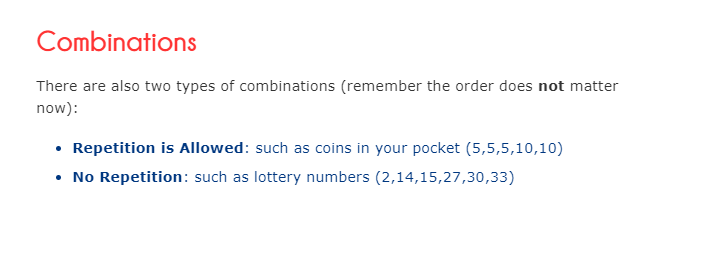 Combinations
There are also two types of combinations (remember the order does not matter
now):
• Repetition is Allowed: such as coins in your pocket (5,5,5,10,10)
• No Repetition: such as lottery numbers (2,14,15,27,30,33)